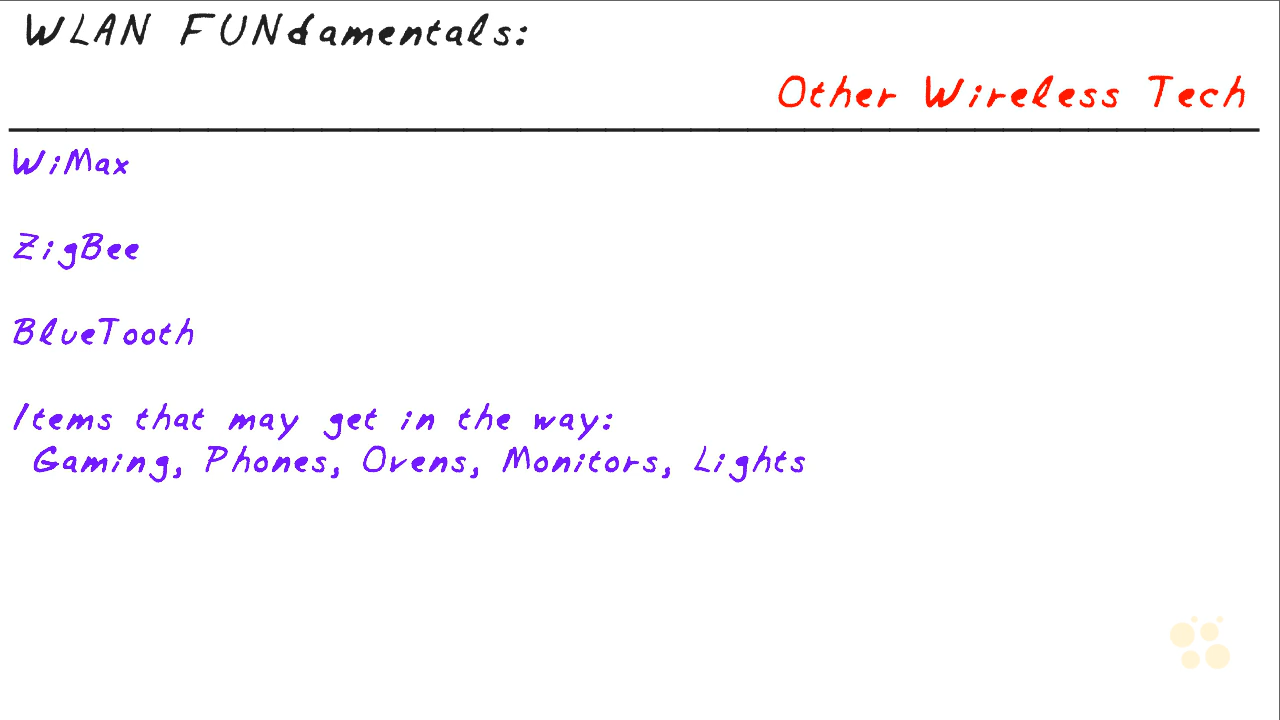 WLAN FUNdamentals:
Other Wireless Tech
WiMax
ZigBee
BlueTooth
Items that may get in the way:
Gaming, Phones, Ovens, Monitors, Lights